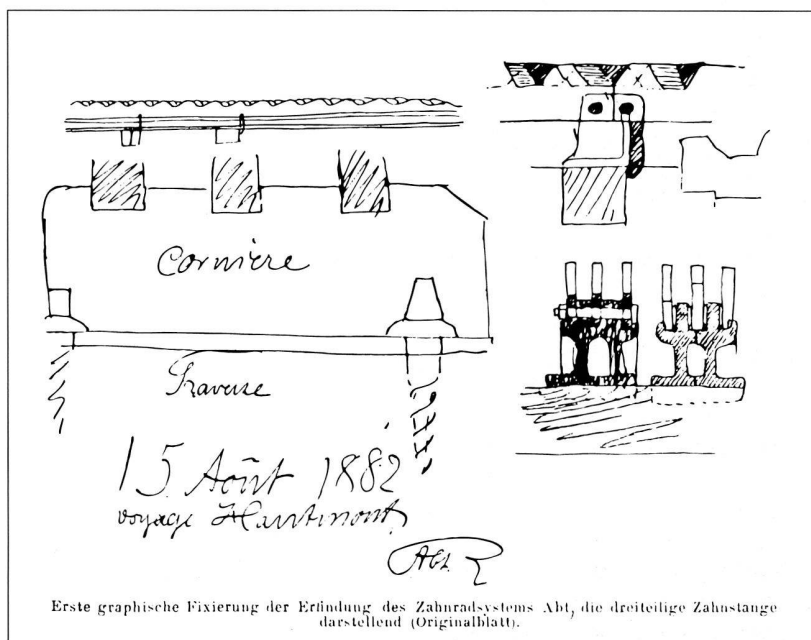 Cornière
Traverse
15 Août 1882
voyage Hautmont
Abt
Erste graphische Fixierung der Erfindung des Zahnradsystems Abt, die dreiteilige Zahnstange
darstellend (Originalblatt).